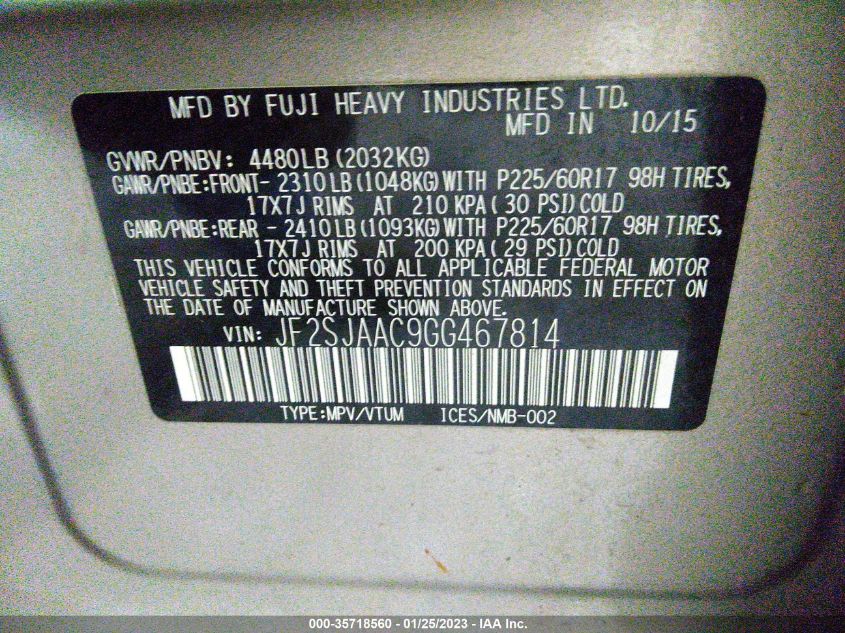 MFD BY FUJI HEAVY INDUSTRIES LTD.
MFD IN 10/15
GVWR/PNBV: 4480LB (2032KG)
GAWR/PNBE:FRONT- 2310LB (1048KG) WITH P225/60R17 98H TIRES,
17X7J RIMS AT 210 KPA ( 30 PSI) COLD
GAWR/PNBE:REAR - 2410LB (1093KG) WITH P225/60R17 98H TIRES,
17X7J RIMS AT 200 KPA ( 29 PSI) COLD
THIS VEHICLE CONFORMS TO ALL APPLICABLE FEDERAL MOTOR
VEHICLE SAFETY AND THEFT PREVENTION STANDARDS IN EFFECT ON
THE DATE OF MANUFACTURE SHOWN ABOVE.
VIN: JF2SJAAC9GG467814
TYPE:MPV/VTUM ICES/NMB-002
000-35718560 - 01/25/2023 - IAA Inc.